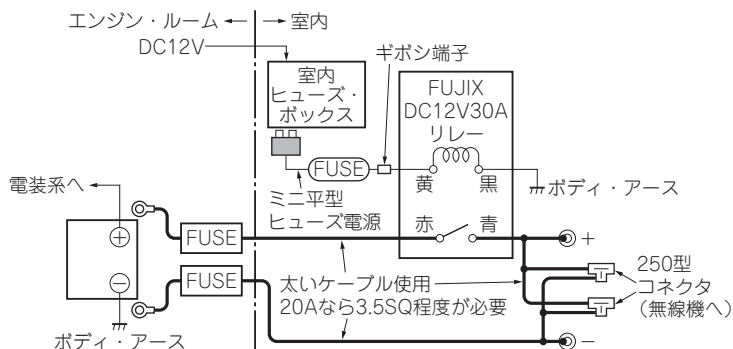 エンジン・ルーム
室内
DC12V
ギボシ端子
室内
ヒューズ・
ボックス
FUJIX
DC12V30A
リレー
FUSE
黄
黒
ボディ・アース
ミニ平型
ヒューズ電源
電装系へ
赤
青
FUSE
+
−
FUSE
+
250型
コネクタ
（無線機へ）
太いケーブル使用
20Aなら3.5SQ程度が必要
ボディ・アース
−